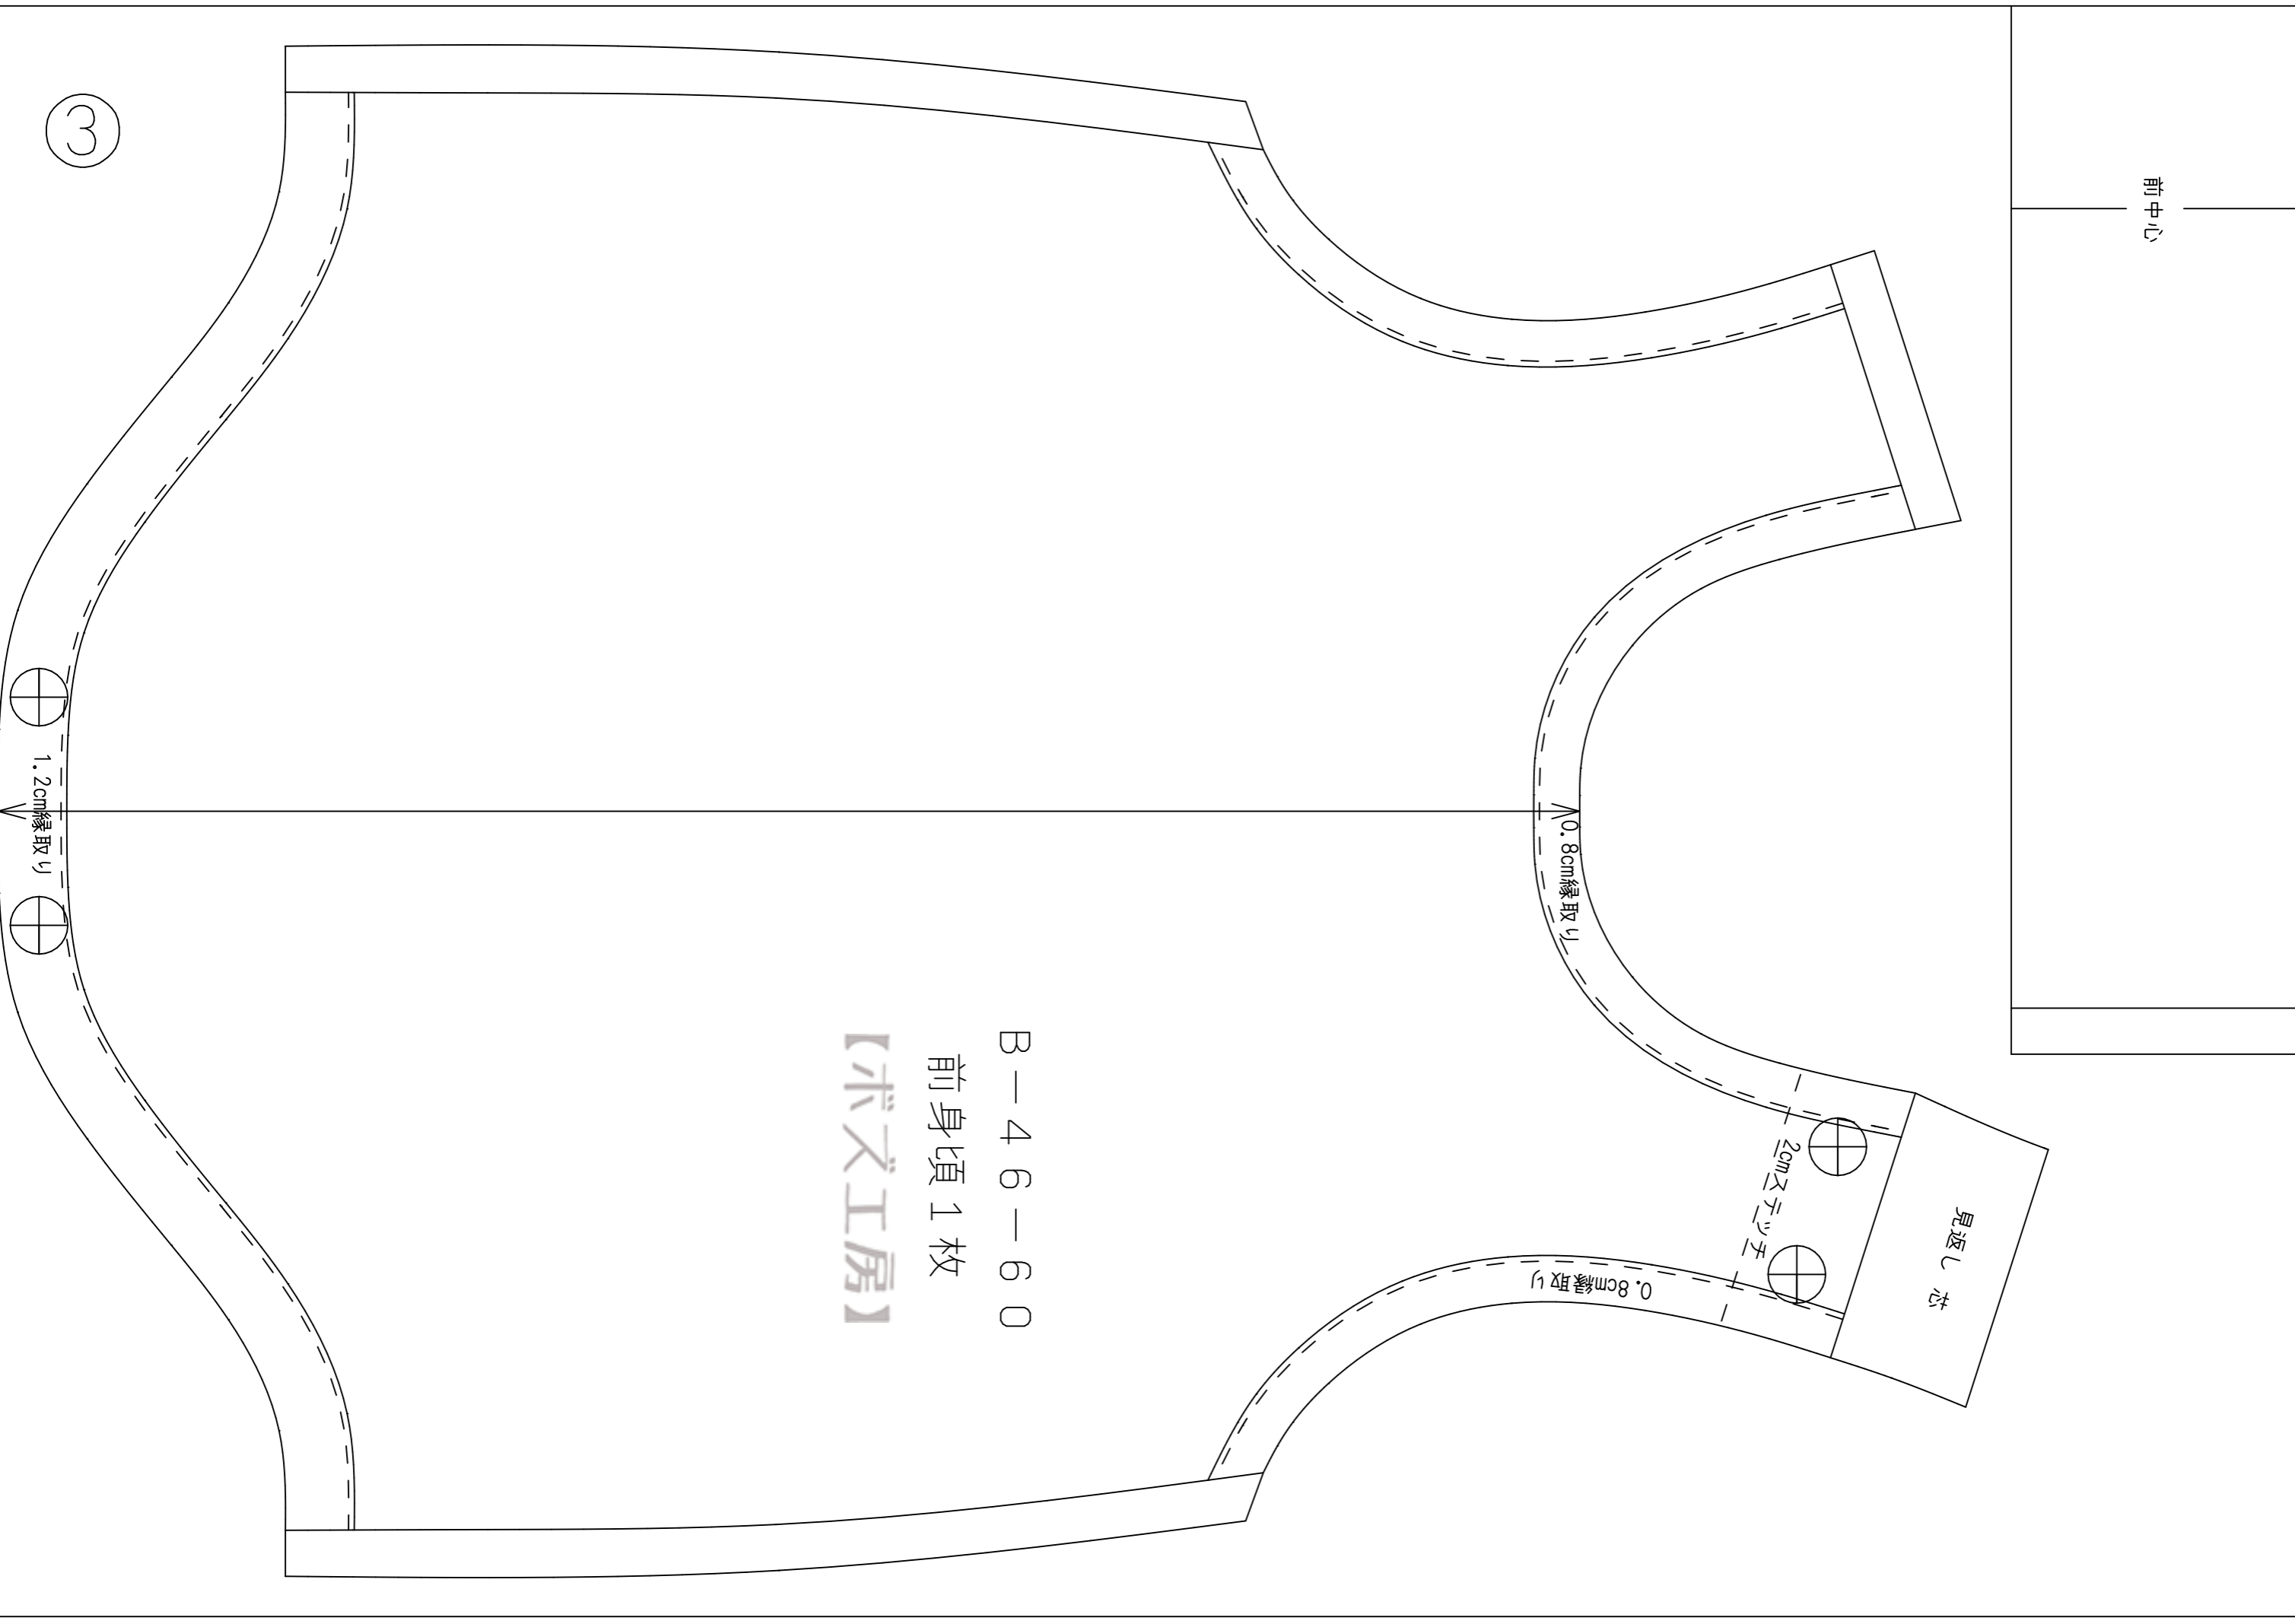 ③
前中心
1.2cm縁取り
0.8cm縁取り
B－46－60
前身頃1枚
【ボズ工房】
2cmステッチ
0.8cm縁取り
見返し 芯